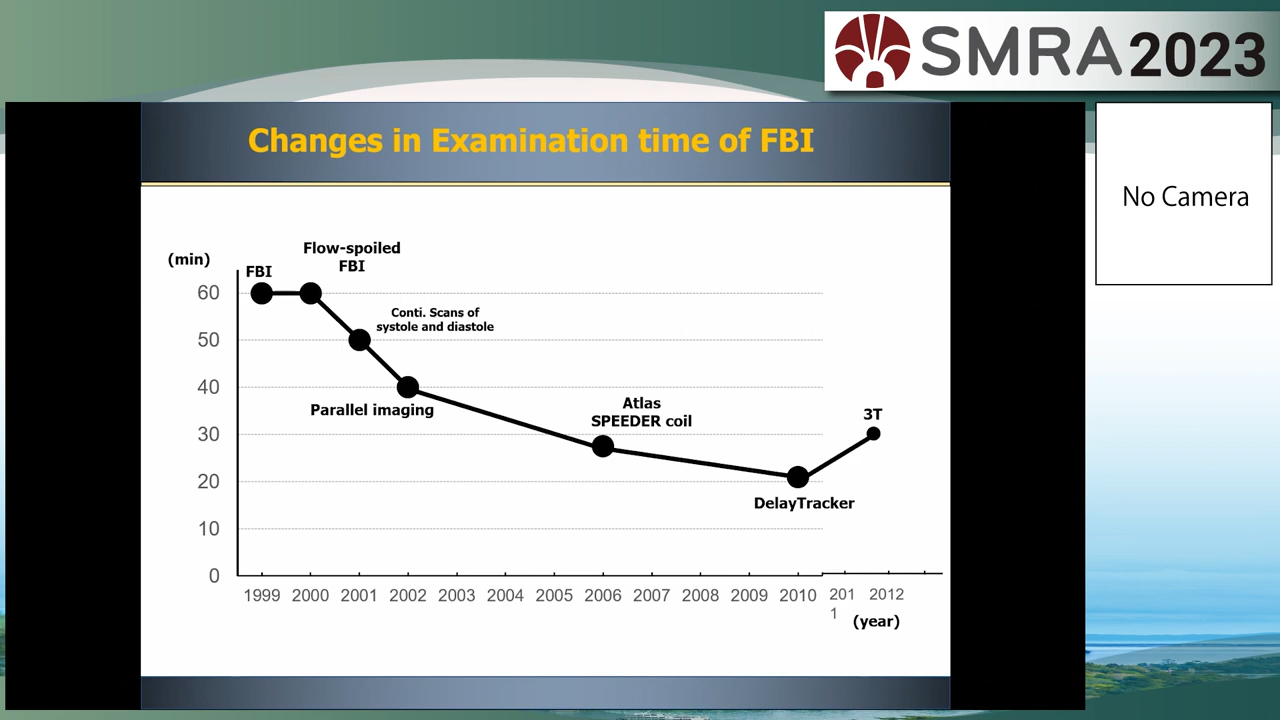 SMRA 2023
Changes in Examination time of FBI
No Camera
(min)
FBI
Flow-spoiled
FBI
Conti. Scans of
systole and diastole
Parallel imaging
Atlas
SPEEDER coil
3T
DelayTracker
60
50
40
30
20
10
0
1999 2000 2001 2002 2003 2004 2005 2006 2007 2008 2009 2010 201 2012
1
(year)